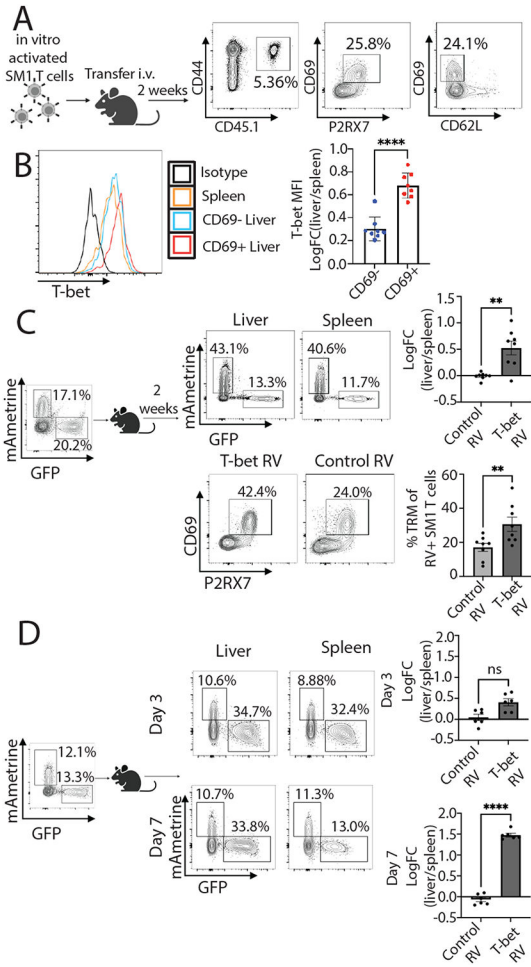 A
in vitro
activated
SM1 T cells
Transfer i.v.
2 weeks
CD44
5.36%
CD45.1
CD69
25.8%
P2RX7
CD69
24.1%
CD62L
B
T-bet
Isotype
Spleen
CD69- Liver
CD69+ Liver
T-bet MFI
LogFC(liver/spleen)
1.0
0.8
0.6
0.4
0.2
0.0
****
CD69-
CD69+
C
mAmetrine
17.1%
20.2%
GFP
2
weeks
Liver
Spleen
mAmetrine
43.1%
13.3%
40.6%
11.7%
GFP
LogFC
(liver/spleen)
1.5
1.0
0.5
0.0
-0.5
**
Control
RV
T-bet
RV
T-bet RV
Control RV
CD69
42.4%
24.0%
P2RX7
% TRM of
RV+ SM1 T cells
60
40
20
0
**
Control
RV
T-bet
RV
D
mAmetrine
12.1%
13.3%
GFP
Liver
Spleen
Day 3
10.6%
34.7%
8.88%
32.4%
Day 7
mAmetrine
10.7%
33.8%
11.3%
13.0%
GFP
Day 3
LogFC
(liver/spleen)
2.0
1.5
1.0
0.5
0.0
-0.5
ns
Control
RV
T-bet
RV
Day 7
LogFC
(liver/spleen)
2.0
1.5
1.0
0.5
0.0
-0.5
****
Control
RV
T-bet
RV